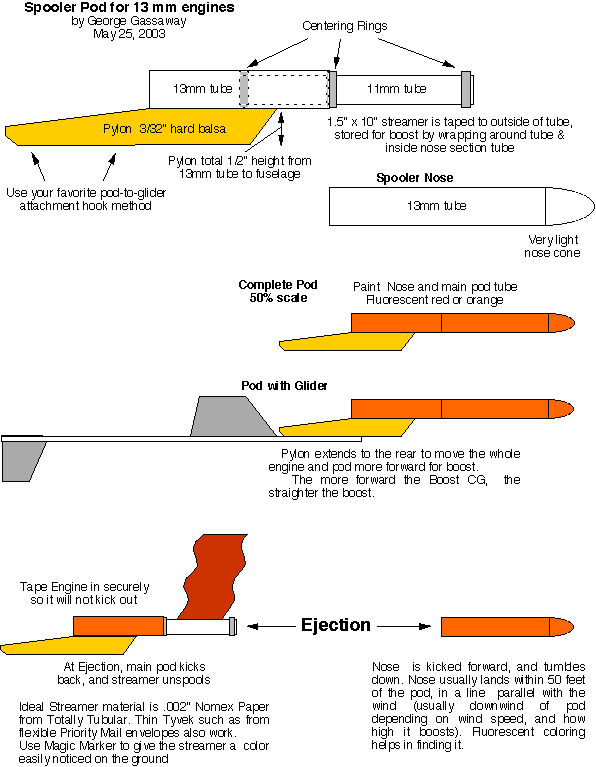 Spooler Pod for 13 mm engines
by George Gassaway
May 25, 2003
Centering Rings
13mm tube
11mm tube
Pylon 3/32" hard balsa
1.5" x 10" streamer is taped to outside of tube,
stored for boost by wrapping around tube &
inside nose section tube
Pylon total 1/2" height from
13mm tube to fuselage
Use your favorite pod-to-glider
attachment hook method
Spooler Nose
13mm tube
Very light
nose cone
Complete Pod
50% scale
Paint Nose and main pod tube
Fluorescent red or orange
Pod with Glider
Pylon extends to the rear to move the whole
engine and pod more forward for boost.
The more forward the Boost CG, the
straighter the boost.
Tape Engine in securely
so it will not kick out
Ejection
At Ejection, main pod kicks
back, and streamer unspools
Ideal Streamer material is .002" Nomex Paper
from Totally Tubular. Thin Tyvek such as from
flexible Priority Mail envelopes also work.
Use Magic Marker to give the streamer a color
easily noticed on the ground
Nose is kicked forward, and tumbles
down. Nose usually lands within 50 feet
of the pod, in a line parallel with the
wind (usually downwind of pod
depending on wind speed, and how
high it boosts). Fluorescent coloring
helps in finding it.